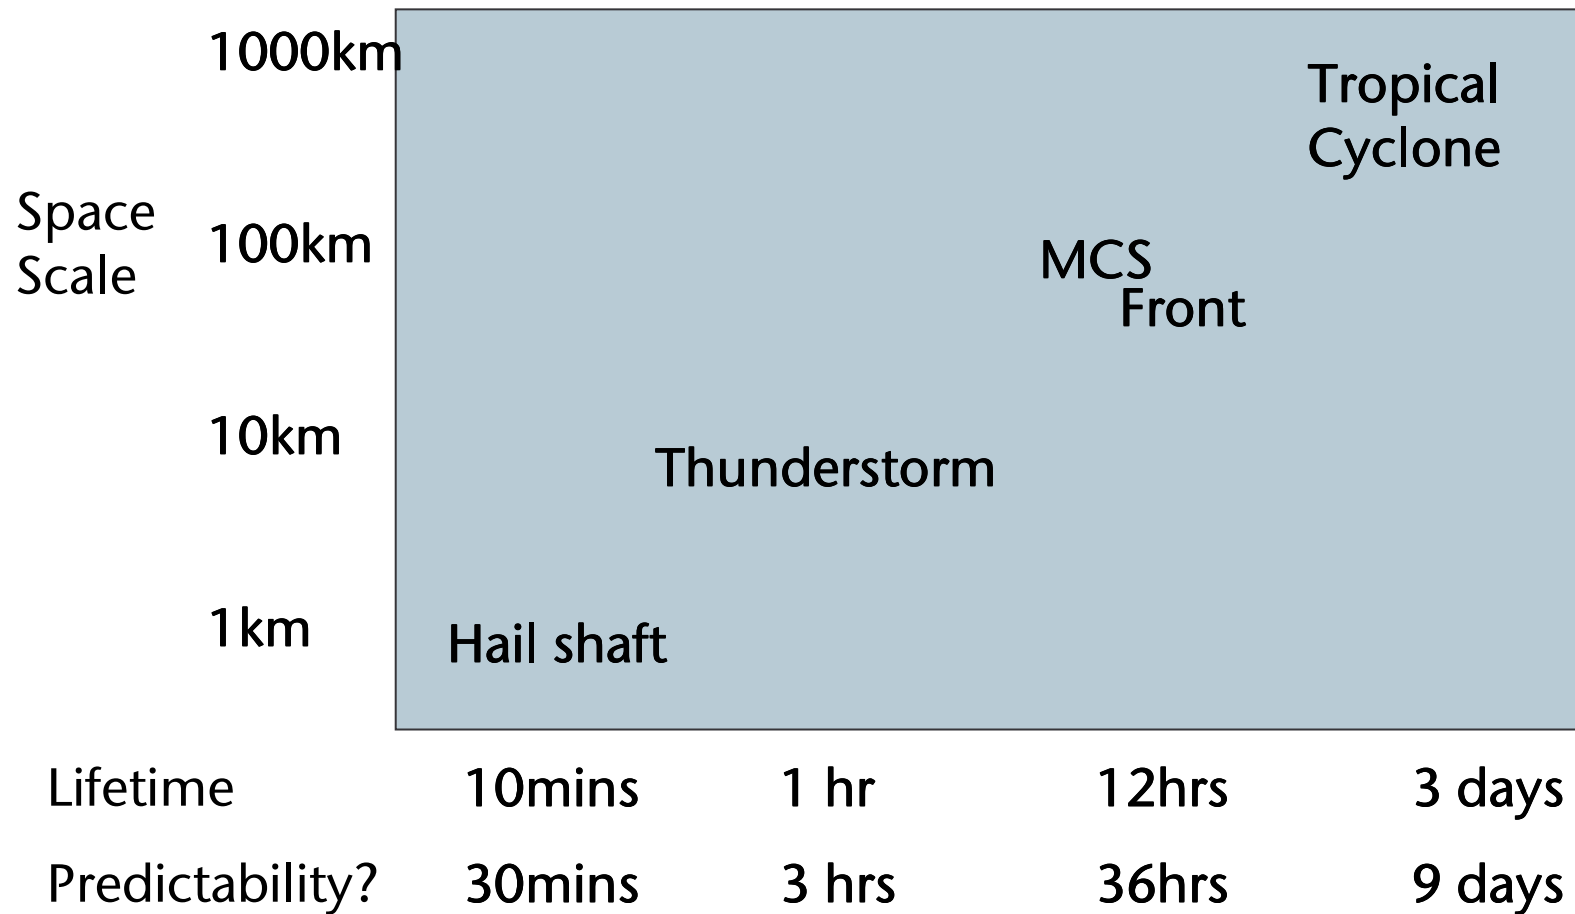 1000km
Tropical
Cyclone
Space
Scale
100km
MCS
Front
10km
Thunderstorm
1km
Hail shaft
Lifetime 10mins 1 hr 12hrs 3 days
Predictability? 30mins 3 hrs 36hrs 9 days